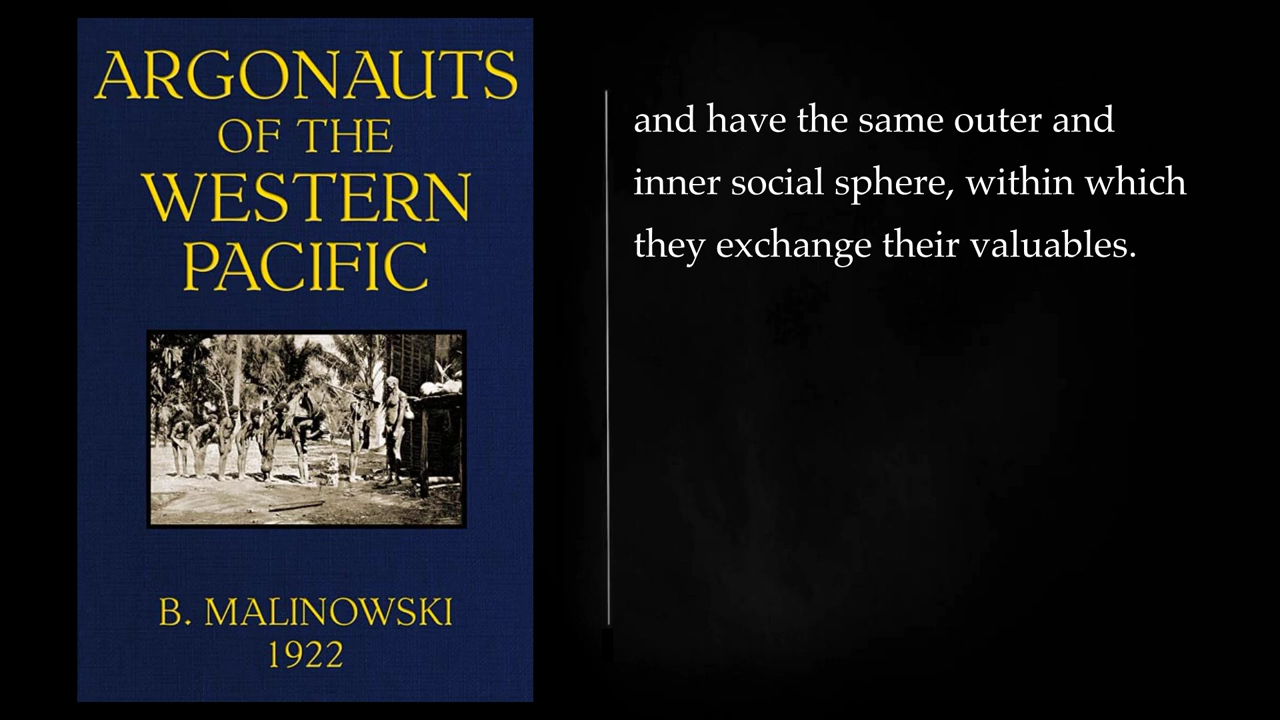 ARGONAUTS
OF THE
WESTERN
PACIFIC
B. MALINOWSKI
1922
and have the same outer and
inner social sphere, within which
they exchange their valuables.